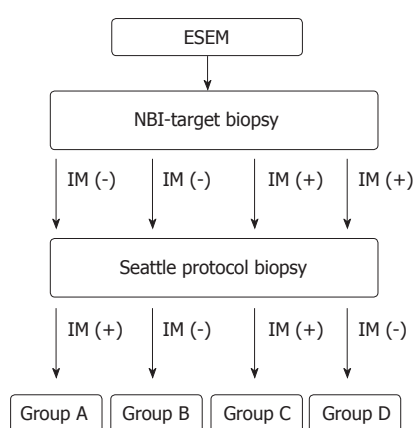 ESEM
NBI-target biopsy
IM (-) IM (-) IM (+) IM (+)
Seattle protocol biopsy
IM (+) IM (-) IM (+) IM (-)
Group A Group B Group C Group D